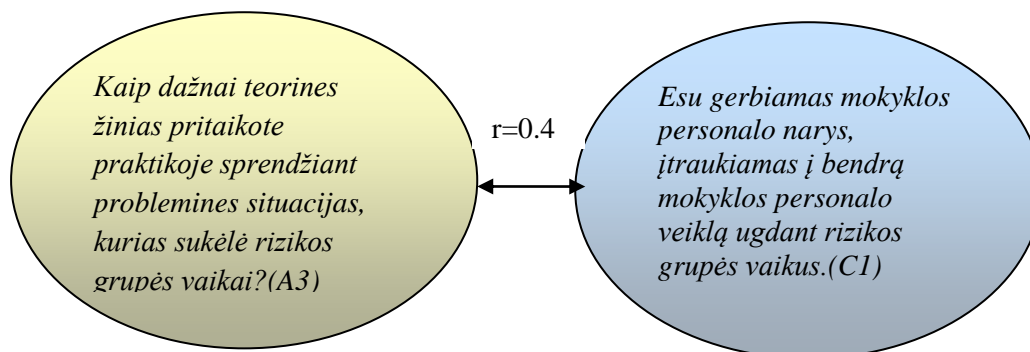 Kaip dažnai teorines
žinias pritaikote
praktikoje sprendžiant
problemines situacijas,
kurias sukėlė rizikos
grupės vaikai?(A3)
r=0.4
Esu gerbiamas mokyklos
personalo narys,
įtraukiamas į bendrą
mokyklos personalo
veiklą ugdant rizikos
grupės vaikus.(C1)